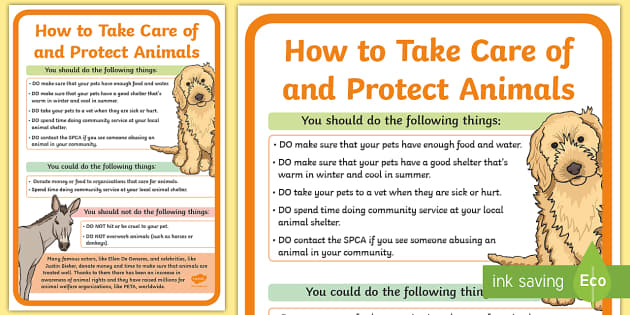 How to Take Care of
and Protect Animals
You should do the following things:
• DO make sure that your pets have enough food and water.
• DO make sure that your pets have a good shelter that's
warm in winter and cool in summer.
• DO take your pets to a vet when they are sick or hurt.
• DO spend time doing community service at your local
animal shelter.
• DO contact the SPCA if you see someone abusing an
animal in your community.
You could do the following things:
• Donate money or food to organisations that care for animals.
• Spend time doing community service at your local animal shelter.
You should not do the following things:
• DO NOT hit or be cruel to your pet.
• DO NOT overwork animals (such as horses or
donkeys).
Many famous actors, like Ellen De Generes, and celebrities, like
Justin Bieber, donate money and time to make sure that animals are
treated well. Thanks to them there has been an increase in
awareness of animal rights and they have raised millions for
animal welfare organisations, like PETA, worldwide.
twinkl
How to Take Care of
and Protect Animals
You should do the following things:
• DO make sure that your pets have enough food and water.
• DO make sure that your pets have a good shelter that's
warm in winter and cool in summer.
• DO take your pets to a vet when they are sick or hurt.
• DO spend time doing community service at your local
animal shelter.
• DO contact the SPCA if you see someone abusing an
animal in your community.
You could do the following things:
ink saving
Eco